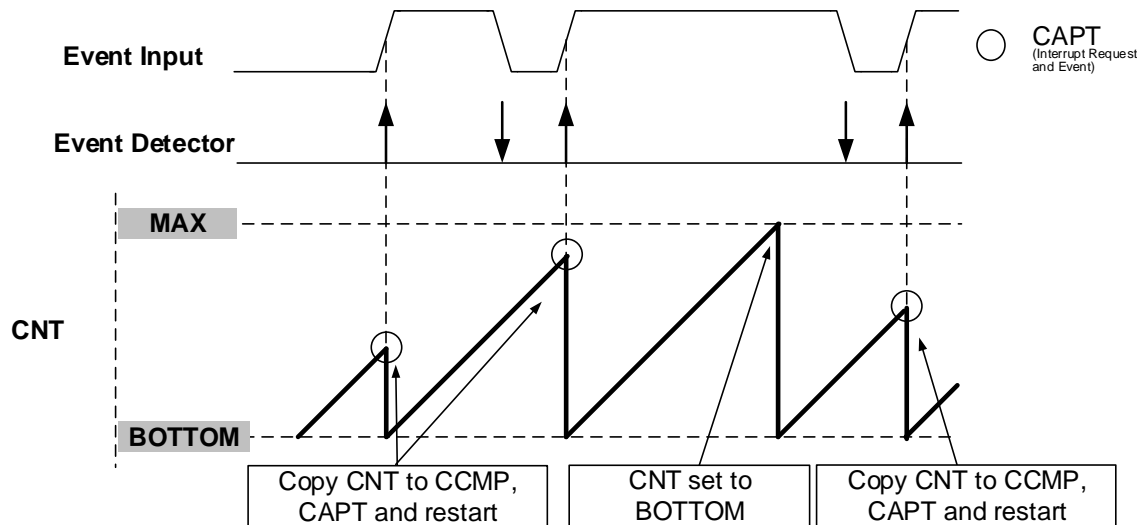 CAPT
(Interrupt Request
and Event)
Event Input
Event Detector
MAX
CNT
BOTTOM
Copy CNT to CCMP,
CAPT and restart
CNT set to
BOTTOM
Copy CNT to CCMP,
CAPT and restart